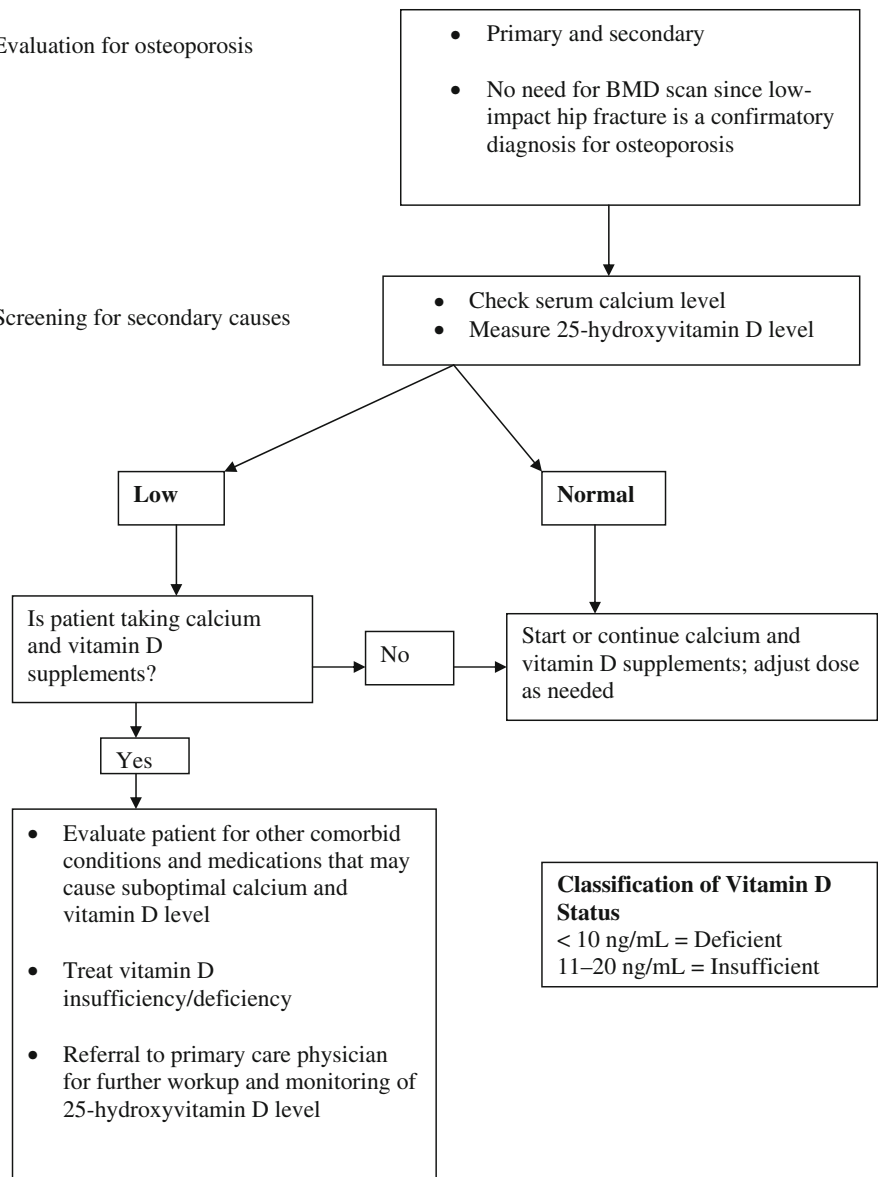 Evaluation for osteoporosis
• Primary and secondary
• No need for BMD scan since low-
impact hip fracture is a confirmatory
diagnosis for osteoporosis
Screening for secondary causes
• Check serum calcium level
• Measure 25-hydroxyvitamin D level
Low
Normal
Is patient taking calcium
and vitamin D
supplements?
No
Start or continue calcium and
vitamin D supplements; adjust dose
as needed
Yes
• Evaluate patient for other comorbid
conditions and medications that may
cause suboptimal calcium and
vitamin D level
• Treat vitamin D
insufficiency/deficiency
• Referral to primary care physician
for further workup and monitoring of
25-hydroxyvitamin D level
Classification of Vitamin D
Status
< 10 ng/mL = Deficient
11–20 ng/mL = Insufficient